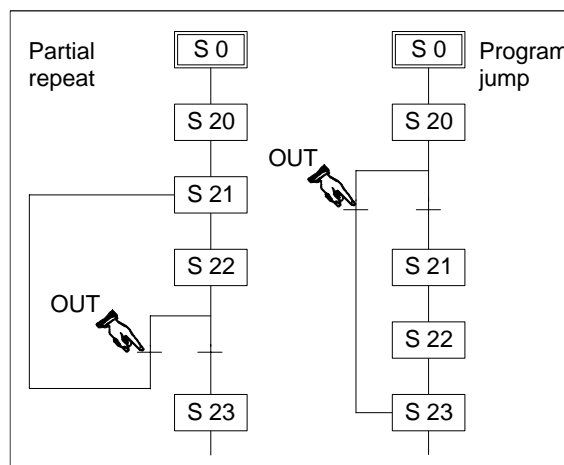 Partial
repeat
S 0
S 20
S 21
S 22
OUT
S 23
S 0
Program
jump
S 20
OUT
S 21
S 22
S 23